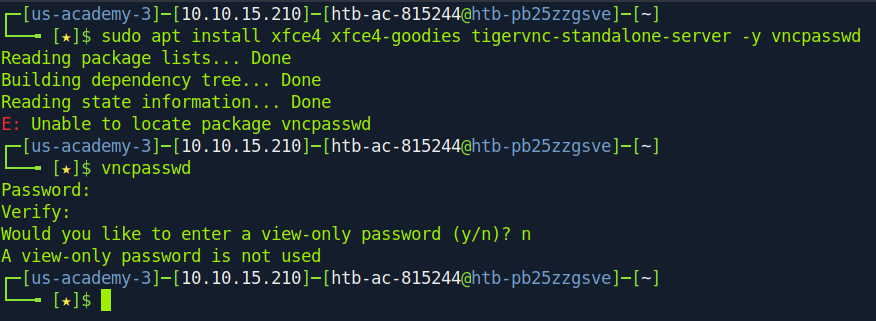 ┌─[us-academy-3]─[10.10.15.210]─[htb-ac-815244@htb-pb25zzgsve]─[~]
└──╼ [★]$ sudo apt install xfce4 xfce4-goodies tigervnc-standalone-server -y vncpasswd
Reading package lists... Done
Building dependency tree... Done
Reading state information... Done
E: Unable to locate package vncpasswd
┌─[us-academy-3]─[10.10.15.210]─[htb-ac-815244@htb-pb25zzgsve]─[~]
└──╼ [★]$ vncpasswd
Password:
Verify:
Would you like to enter a view-only password (y/n)? n
A view-only password is not used
┌─[us-academy-3]─[10.10.15.210]─[htb-ac-815244@htb-pb25zzgsve]─[~]
└──╼ [★]$